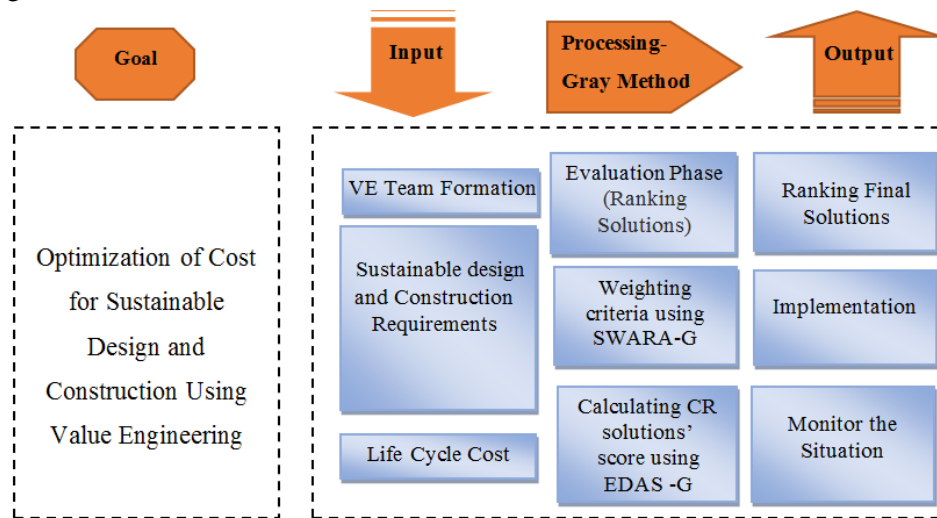 Goal
Input
Processing-
Gray Method
Output
Optimization of Cost
for Sustainable
Design and
Construction Using
Value Engineering
VE Team Formation
Sustainable design
and Construction
Requirements
Life Cycle Cost
Evaluation Phase
(Ranking
Solutions)
Weighting
criteria using
SWARA-G
Calculating CR
solutions’
score using
EDAS -G
Ranking Final
Solutions
Implementation
Monitor the
Situation